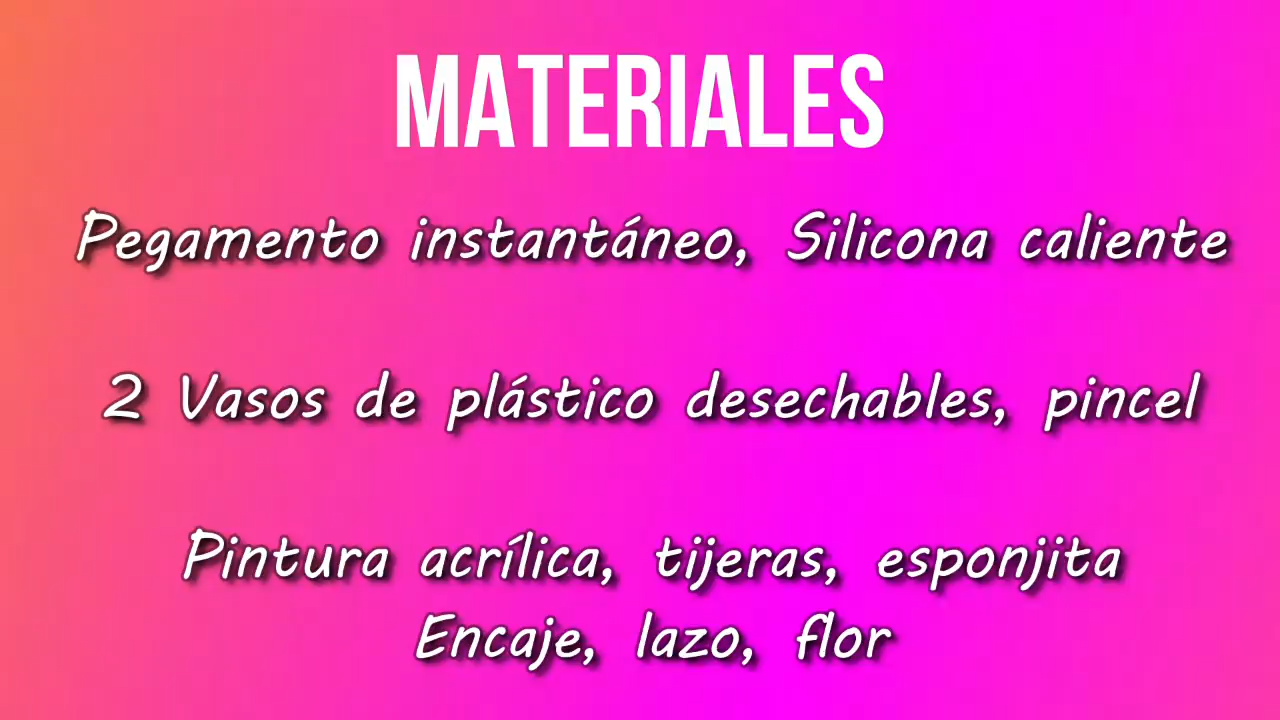 MATERIALES
Pegamento instantáneo, Silicona caliente
2 Vasos de plástico desechables, pincel
Pintura acrílica, tijeras, esponjita
Encaje, lazo, flor